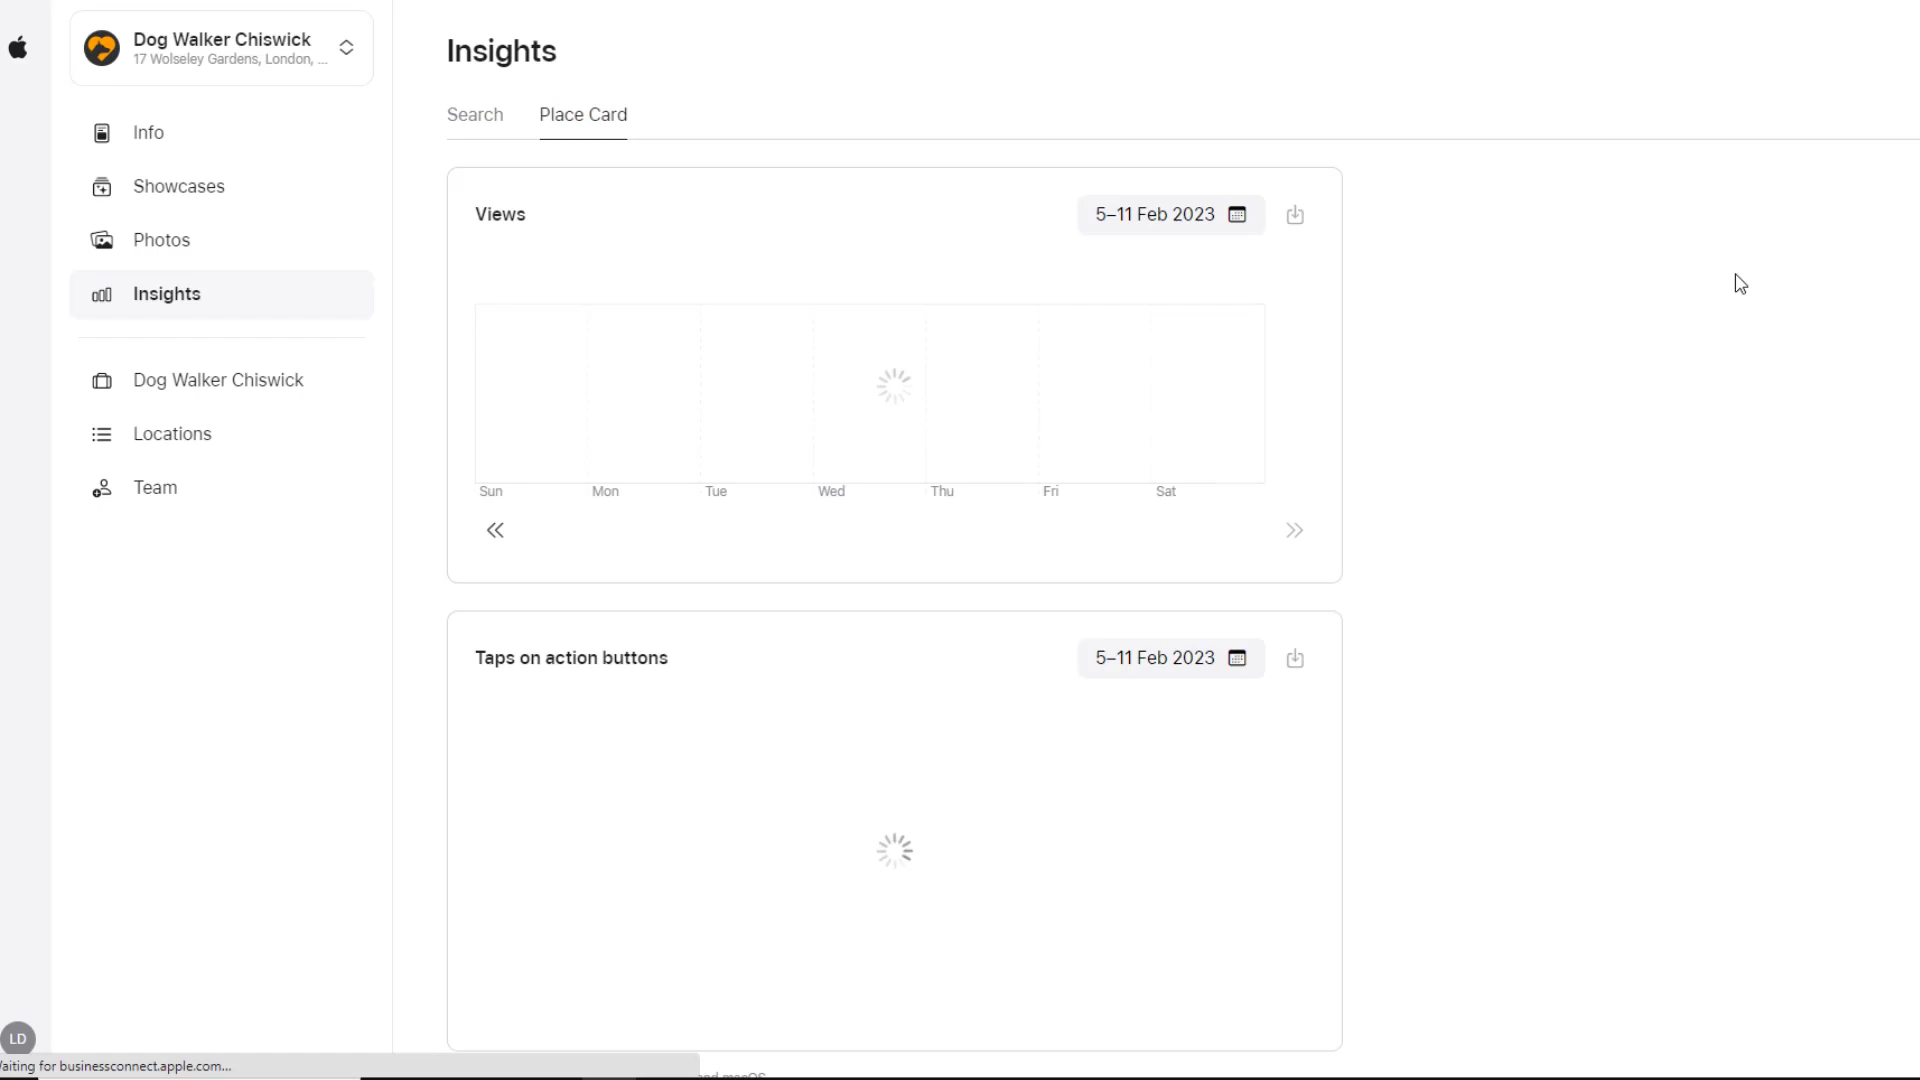 Dog Walker Chiswick
17 Wolseley Gardens, London, ...
Info
Showcases
Photos
Insights
Dog Walker Chiswick
Locations
Team
LD
Insights
Search
Place Card
Views
5–11 Feb 2023
Sun Mon Tue Wed Thu Fri Sat
Taps on action buttons
5–11 Feb 2023
aiting for businessconnect.apple.com...
and macOS